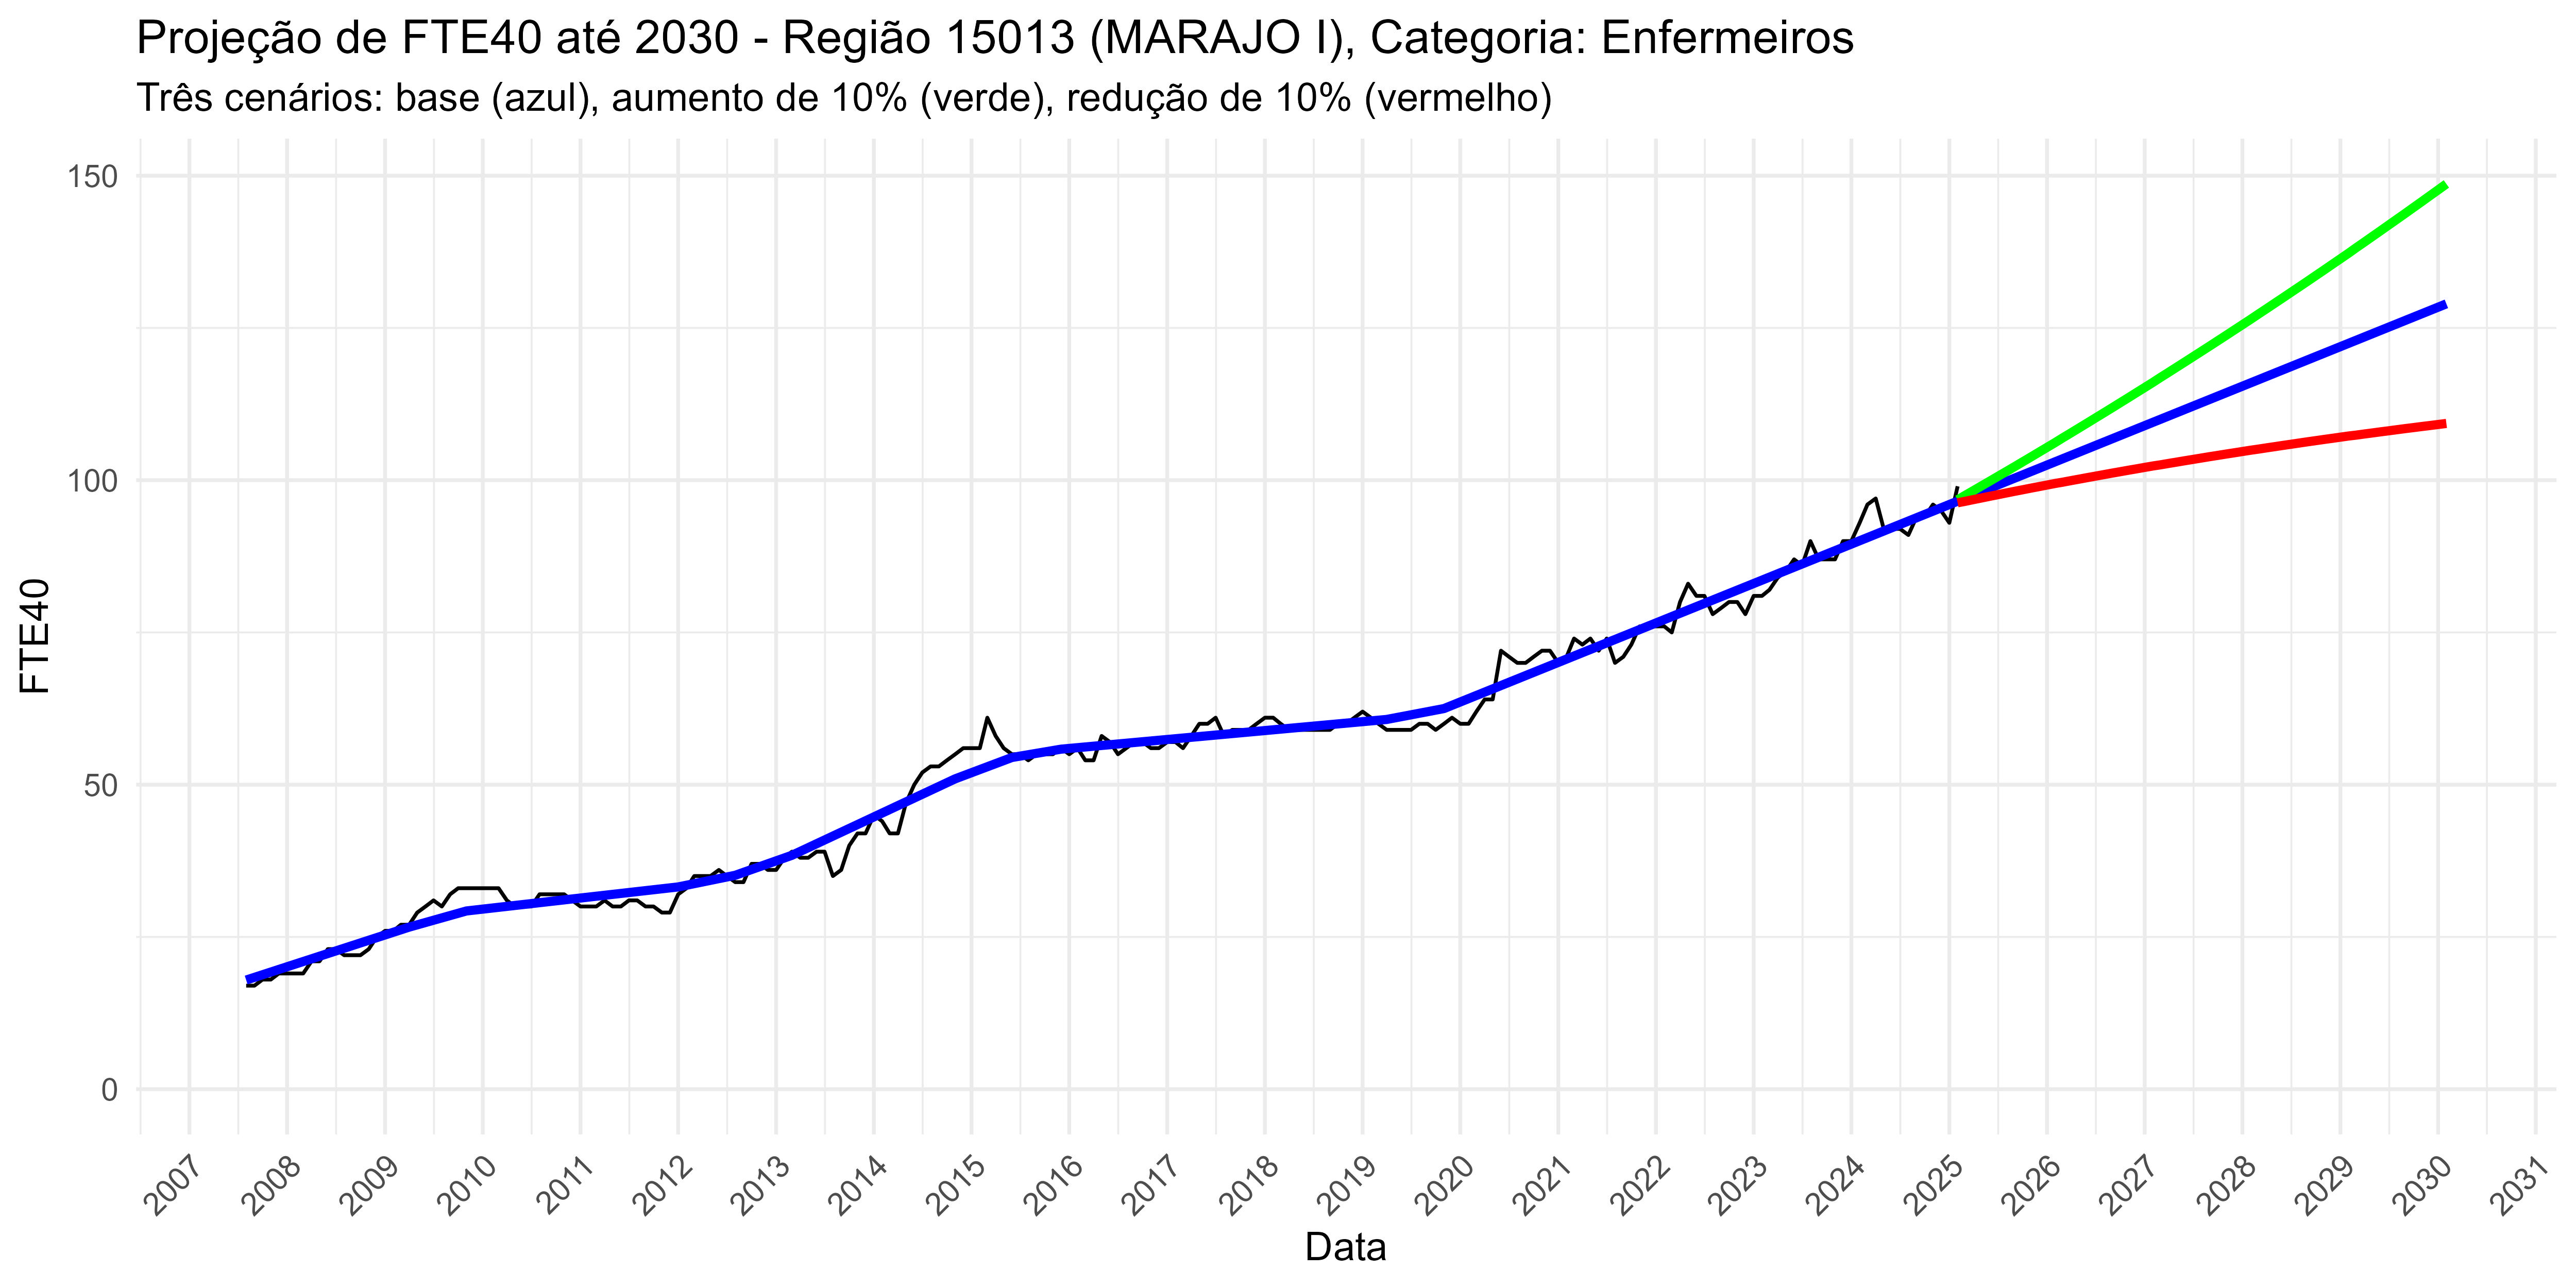 Projeção de FTE40 até 2030 - Região 15013 (MARAJO I), Categoria: Enfermeiros
Três cenários: base (azul), aumento de 10% (verde), redução de 10% (vermelho)
150
100
50
0
FTE40
2007 2008 2009 2010 2011 2012 2013 2014 2015 2016 2017 2018 2019 2020 2021 2022 2023 2024 2025 2026 2027 2028 2029 2030 2031
Data